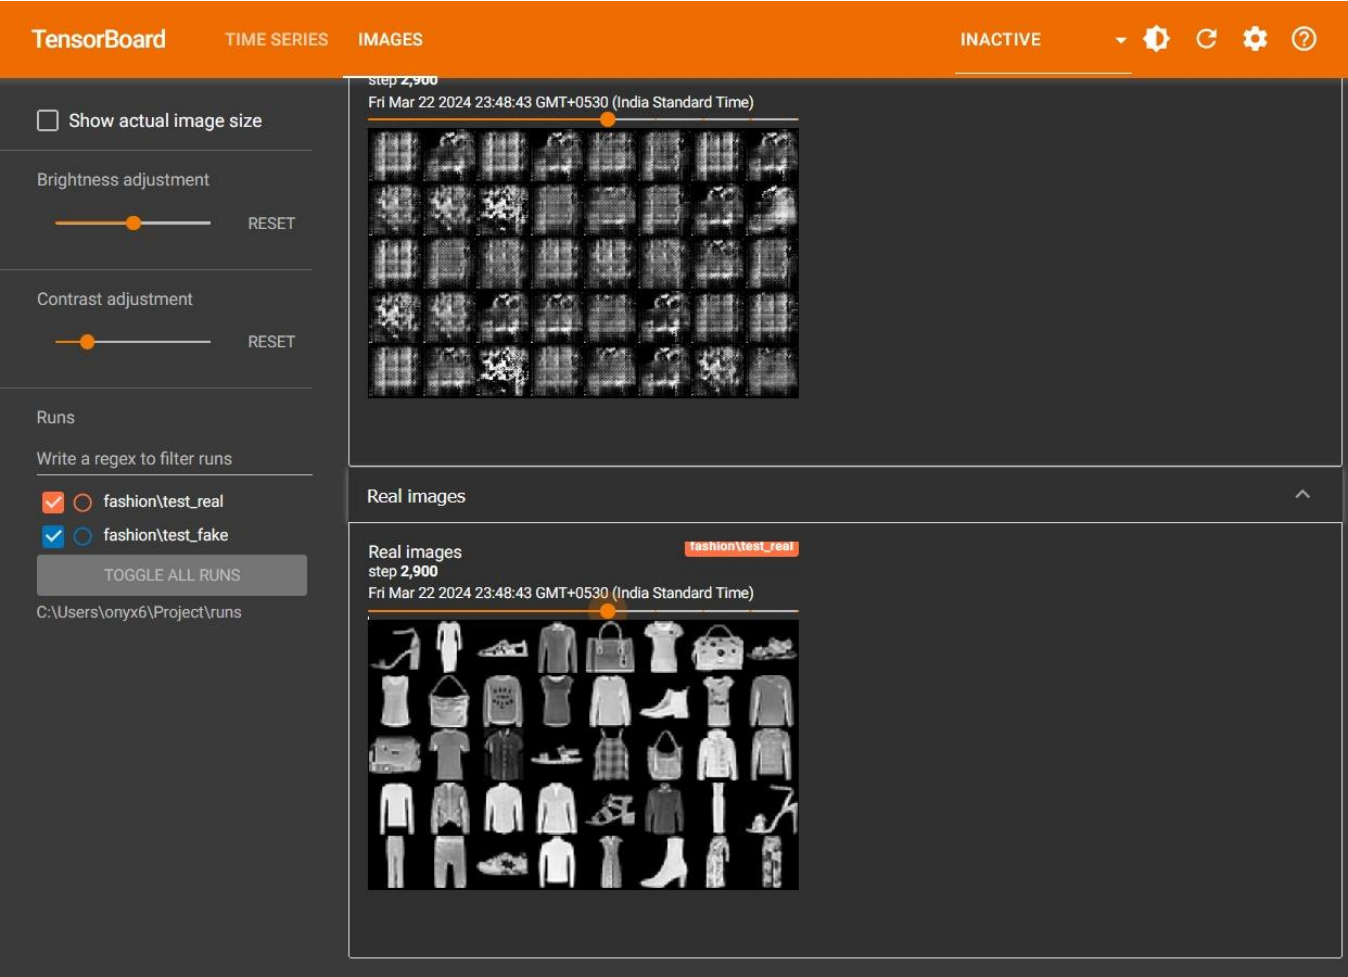 TensorBoard TIME SERIES IMAGES INACTIVE
step 2,900
Fri Mar 22 2024 23:48:43 GMT+0530 (India Standard Time)
Show actual image size
Brightness adjustment
RESET
Contrast adjustment
RESET
Runs
Write a regex to filter runs
fashion\test_real
fashion\test_fake
TOGGLE ALL RUNS
C:\Users\onyx6\Project\runs
Real images
Real images fashion\test_real
step 2,900
Fri Mar 22 2024 23:48:43 GMT+0530 (India Standard Time)